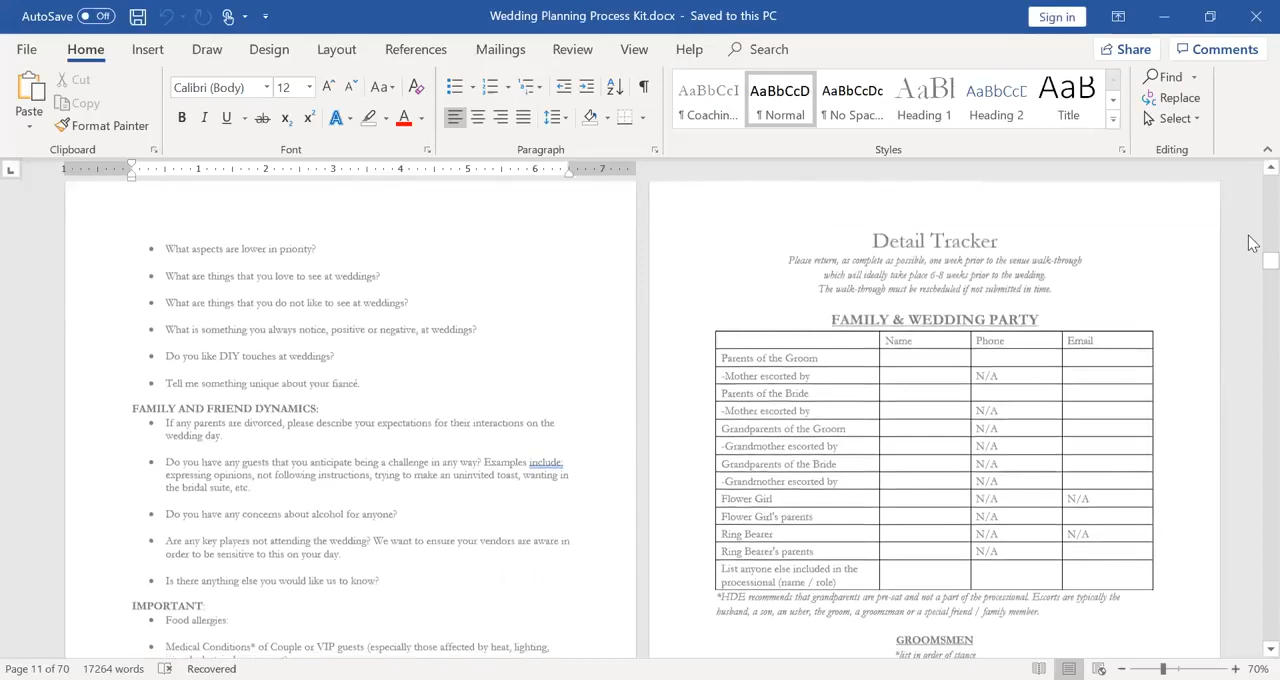 AutoSave Off
Wedding Planning Process Kit.docx - Saved to this PC
Sign in
File Home Insert Draw Design Layout References Mailings Review View Help Search Share Comments
Paste
Cut
Copy
Format Painter
Clipboard
Calibri (Body) 12
Font
Paragraph
AaBbCcI AaBbCcD AaBbCcDc AaBl AaBbCcC AaB
¶ Coachin... ¶ Normal ¶ No Spac... Heading 1 Heading 2 Title
Styles
Find
Replace
Select
Editing
1 1 2 3 4 5 6 7
• What aspects are lower in priority?
• What are things that you love to see at weddings?
• What are things that you do not like to see at weddings?
• What is something you always notice, positive or negative, at weddings?
• Do you like DIY touches at weddings?
• Tell me something unique about your fiancé.
FAMILY AND FRIEND DYNAMICS:
• If any parents are divorced, please describe your expectations for their interactions on the
wedding day.
• Do you have any guests that you anticipate being a challenge in any way? Examples include:
expressing opinions, not following instructions, trying to make an uninvited toast, wanting in
the bridal suite, etc.
• Do you have any concerns about alcohol for anyone?
• Are any key players not attending the wedding? We want to ensure your vendors are aware in
order to be sensitive to this on your day.
• Is there anything else you would like us to know?
IMPORTANT:
• Food allergies:
• Medical Conditions* of Couple or VIP guests (especially those affected by heat, lighting,
Detail Tracker
Please return, as complete as possible, one week prior to the venue walk-through
which will ideally take place 6-8 weeks prior to the wedding.
The walk-through must be rescheduled if not submitted in time.
FAMILY & WEDDING PARTY
Name Phone Email
Parents of the Groom
-Mother escorted by N/A
Parents of the Bride
-Mother escorted by N/A
Grandparents of the Groom N/A
-Grandmother escorted by N/A
Grandparents of the Bride N/A
-Grandmother escorted by N/A
Flower Girl N/A N/A
Flower Girl's parents N/A
Ring Bearer N/A N/A
Ring Bearer's parents N/A
List anyone else included in the
processional (name / role)
*HDE recommends that grandparents are pre-sat and not a part of the processional. Escorts are typically the
husband, a son, an usher, the groom, a groomsman or a special friend / family member.
GROOMSMEN
*list in order of stance
Page 11 of 70 17264 words Recovered 70%